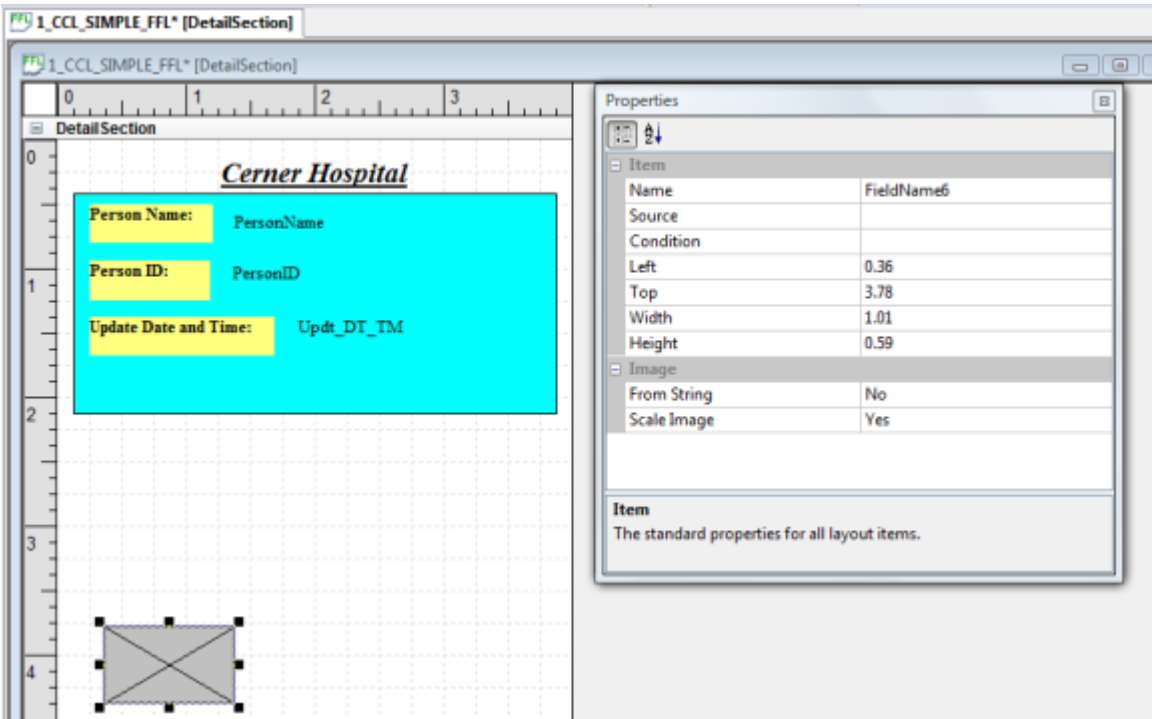 1_CCL_SIMPLE_FFL* [DetailSection]
1_CCL_SIMPLE_FFL* [DetailSection]
0 1 2 3
DetailSection
0
Cerner Hospital
Person Name: PersonName
Person ID: PersonID
1
Update Date and Time: Updt_DT_TM
2
3
4
Properties
Item
Name FieldName6
Source
Condition
Left 0.36
Top 3.78
Width 1.01
Height 0.59
Image
From String No
Scale Image Yes
Item
The standard properties for all layout items.